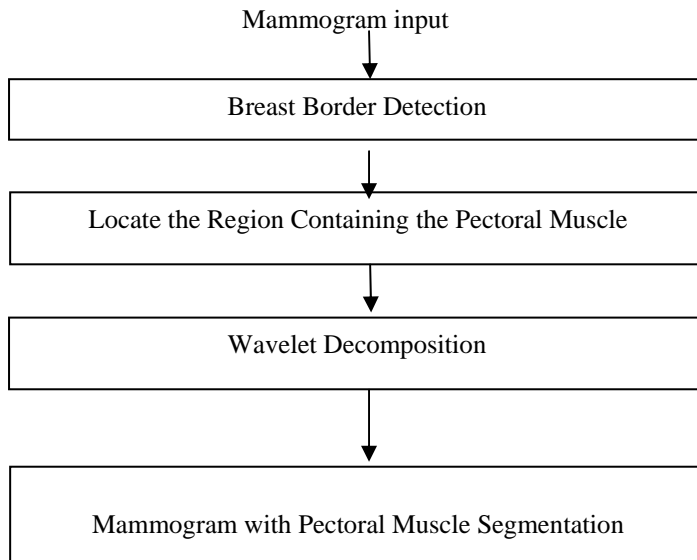 Mammogram input
Breast Border Detection
Locate the Region Containing the Pectoral Muscle
Wavelet Decomposition
Mammogram with Pectoral Muscle Segmentation